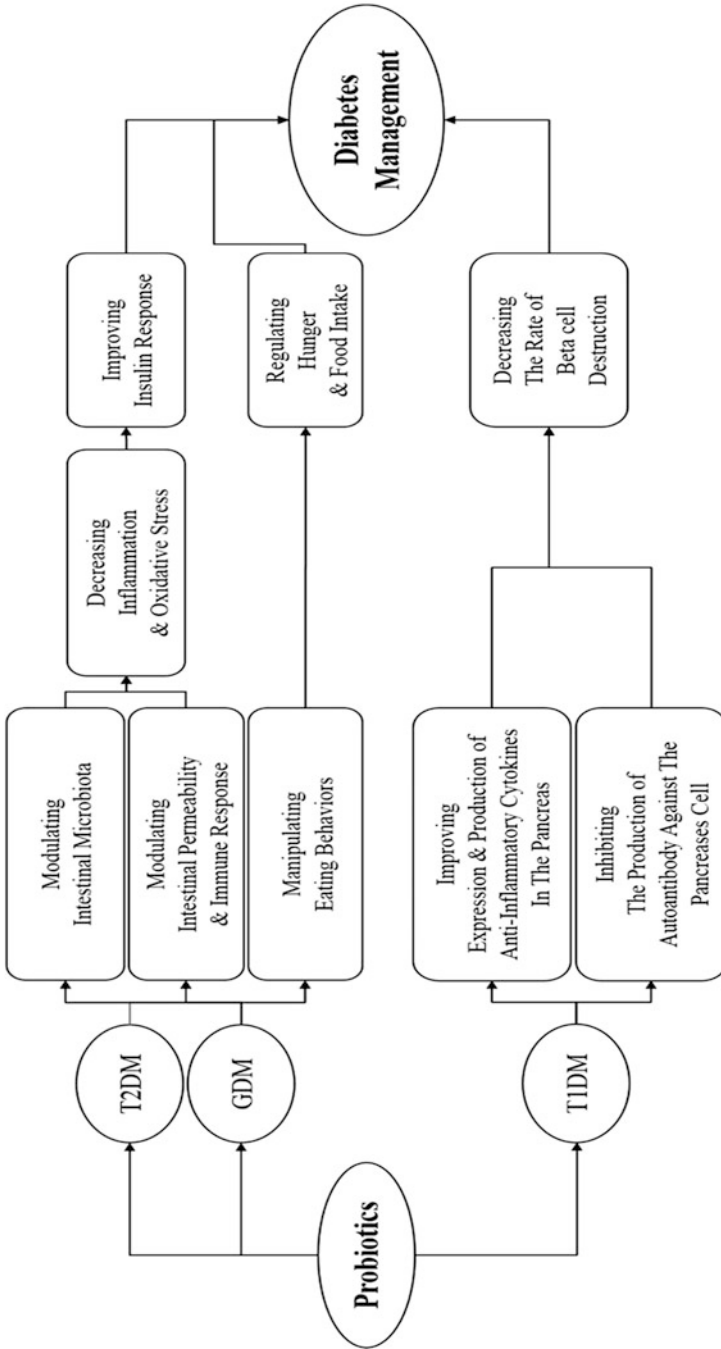 Probiotics
T2DM
GDM
T1DM
Modulating
Intestinal Microbiota
Modulating
Intestinal Permeability
& Immune Response
Manipulating
Eating Behaviors
Improving
Expression & Production of
Anti-Inflammatory Cytokines
In The Pancreas
Inhibiting
The Production of
Autoantibody Against The
Pancreases Cell
Decreasing
Inflammation
& Oxidative Stress
Improving
Insulin Response
Regulating
Hunger
& Food Intake
Decreasing
The Rate of
Beta cell
Destruction
Diabetes
Management